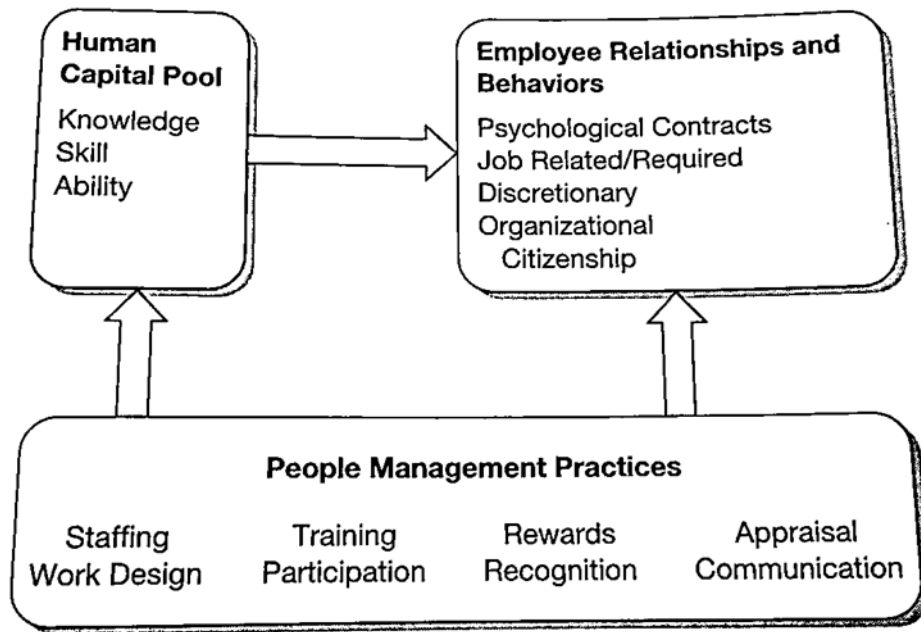 Human
Capital Pool
Knowledge
Skill
Ability
Employee Relationships and
Behaviors
Psychological Contracts
Job Related/Required
Discretionary
Organizational
Citizenship
People Management Practices
Staffing
Work Design
Training
Participation
Rewards
Recognition
Appraisal
Communication